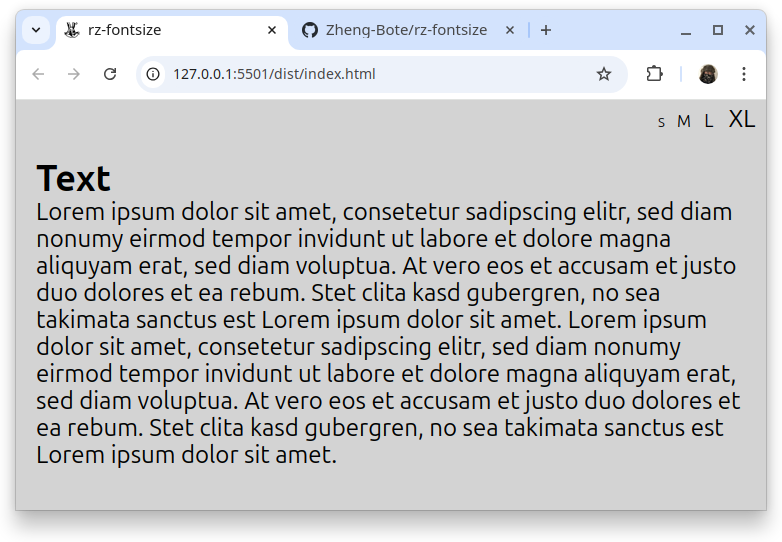 rz-fontsize
Zheng-Bote/rz-fontsize
127.0.0.1:5501/dist/index.html
S M L XL
Text
Lorem ipsum dolor sit amet, consetetur sadipscing elitr, sed diam
nonumy eirmod tempor invidunt ut labore et dolore magna
aliquyam erat, sed diam voluptua. At vero eos et accusam et justo
duo dolores et ea rebum. Stet clita kasd gubergren, no sea
takimata sanctus est Lorem ipsum dolor sit amet. Lorem ipsum
dolor sit amet, consetetur sadipscing elitr, sed diam nonumy
eirmod tempor invidunt ut labore et dolore magna aliquyam erat,
sed diam voluptua. At vero eos et accusam et justo duo dolores et
ea rebum. Stet clita kasd gubergren, no sea takimata sanctus est
Lorem ipsum dolor sit amet.